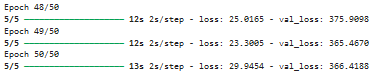 Epoch 48/50
5/5 ━━━━━━━━━━━━━━━━━━━━ 12s 2s/step - loss: 25.0165 - val_loss: 375.9098
Epoch 49/50
5/5 ━━━━━━━━━━━━━━━━━━━━ 12s 2s/step - loss: 23.3005 - val_loss: 365.4670
Epoch 50/50
5/5 ━━━━━━━━━━━━━━━━━━━━ 13s 2s/step - loss: 29.9454 - val_loss: 366.4188